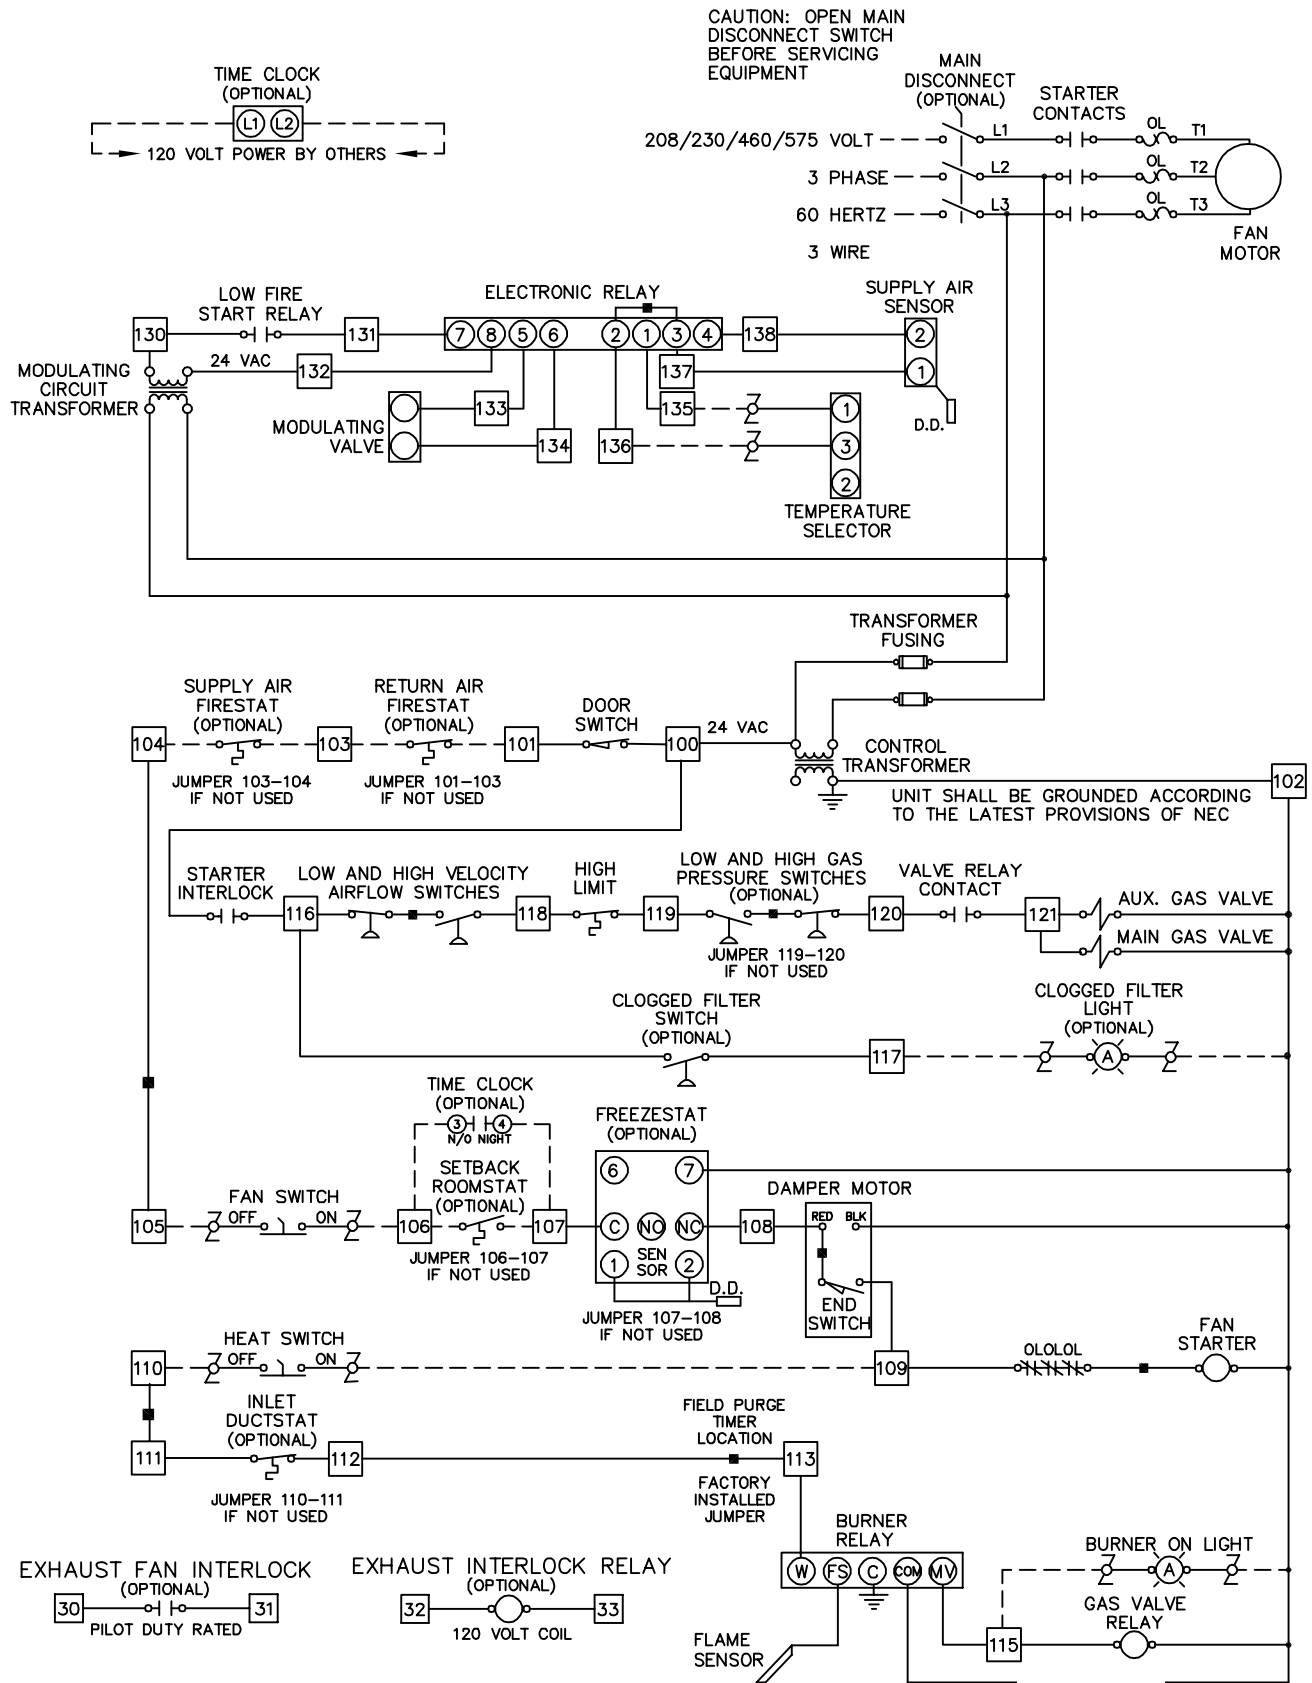 CAUTION: OPEN MAIN
DISCONNECT SWITCH
BEFORE SERVICING
EQUIPMENT
TIME CLOCK
(OPTIONAL)
L1 L2
120 VOLT POWER BY OTHERS
MAIN
DISCONNECT
(OPTIONAL)
STARTER
CONTACTS
208/230/460/575 VOLT
L1
OL
T1
3 PHASE
L2
OL
T2
60 HERTZ
L3
OL
T3
3 WIRE
FAN
MOTOR
LOW FIRE
START RELAY
ELECTRONIC RELAY
SUPPLY AIR
SENSOR
130
131
7 8 5 6 2 1 3 4
138
2
1
D.D.
24 VAC
132
137
MODULATING
CIRCUIT
TRANSFORMER
MODULATING
VALVE
133
134
135
136
1
3
2
TEMPERATURE
SELECTOR
TRANSFORMER
FUSING
SUPPLY AIR
FIRESTAT
(OPTIONAL)
RETURN AIR
FIRESTAT
(OPTIONAL)
DOOR
SWITCH
104
103
101
100
24 VAC
JUMPER 103-104
IF NOT USED
JUMPER 101-103
IF NOT USED
CONTROL
TRANSFORMER
102
UNIT SHALL BE GROUNDED ACCORDING
TO THE LATEST PROVISIONS OF NEC
STARTER
INTERLOCK
LOW AND HIGH VELOCITY
AIRFLOW SWITCHES
HIGH
LIMIT
LOW AND HIGH GAS
PRESSURE SWITCHES
(OPTIONAL)
VALVE RELAY
CONTACT
116
118
119
120
121
AUX. GAS VALVE
MAIN GAS VALVE
JUMPER 119-120
IF NOT USED
CLOGGED FILTER
SWITCH
(OPTIONAL)
117
CLOGGED FILTER
LIGHT
(OPTIONAL)
A
TIME CLOCK
(OPTIONAL)
3 4
N/O NIGHT
SETBACK
ROOMSTAT
(OPTIONAL)
FREEZESTAT
(OPTIONAL)
6 7
C NO NC
1 SEN
SOR 2
D.D.
DAMPER MOTOR
RED BLK
END
SWITCH
FAN SWITCH
105
OFF ON
106
107
108
JUMPER 106-107
IF NOT USED
JUMPER 107-108
IF NOT USED
HEAT SWITCH
110
OFF ON
109
OLOLOL
FAN
STARTER
INLET
DUCTSTAT
(OPTIONAL)
111
112
JUMPER 110-111
IF NOT USED
FIELD PURGE
TIMER
LOCATION
113
FACTORY
INSTALLED
JUMPER
BURNER
RELAY
W FS C COM MV
BURNER ON LIGHT
A
GAS VALVE
RELAY
115
FLAME
SENSOR
EXHAUST FAN INTERLOCK
(OPTIONAL)
30
31
PILOT DUTY RATED
EXHAUST INTERLOCK RELAY
(OPTIONAL)
32
33
120 VOLT COIL